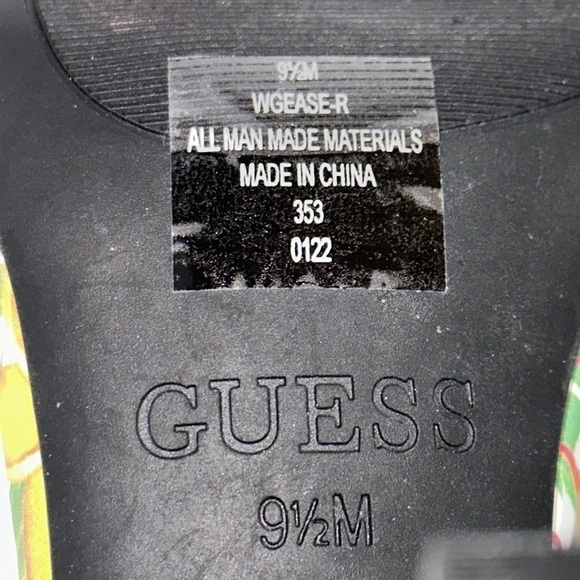 9½M
WGEASE-R
ALL MAN MADE MATERIALS
MADE IN CHINA
353
0122
GUESS
9½M